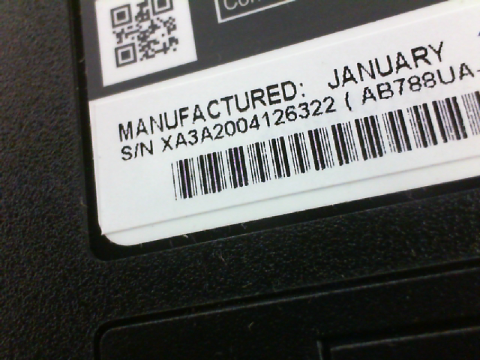 MANUFACTURED: JANUARY
S/N XA3A2004126322 ( AB788UA-